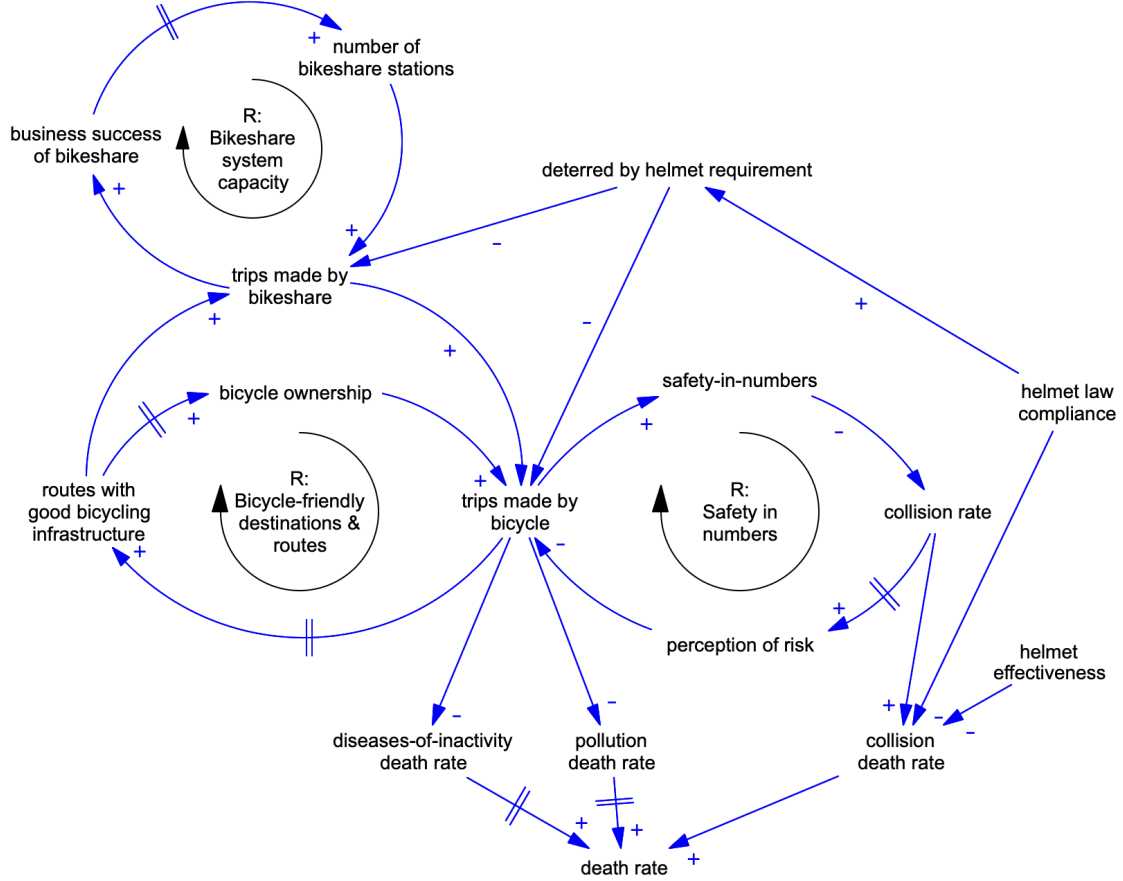 +
number of
bikeshare stations
R:
Bikeshare
system
capacity
business success
of bikeshare
+
deterred by helmet requirement
+
–
trips made by
bikeshare
+
–
+
+
bicycle ownership
+
safety-in-numbers
helmet law
compliance
+
–
+
R:
Bicycle-friendly
destinations &
routes
routes with
good bicycling
infrastructure
trips made by
bicycle
R:
Safety in
numbers
collision rate
+
–
+
perception of risk
helmet
effectiveness
–
–
+
–
–
diseases-of-inactivity
death rate
pollution
death rate
collision
death rate
+
+
+
death rate